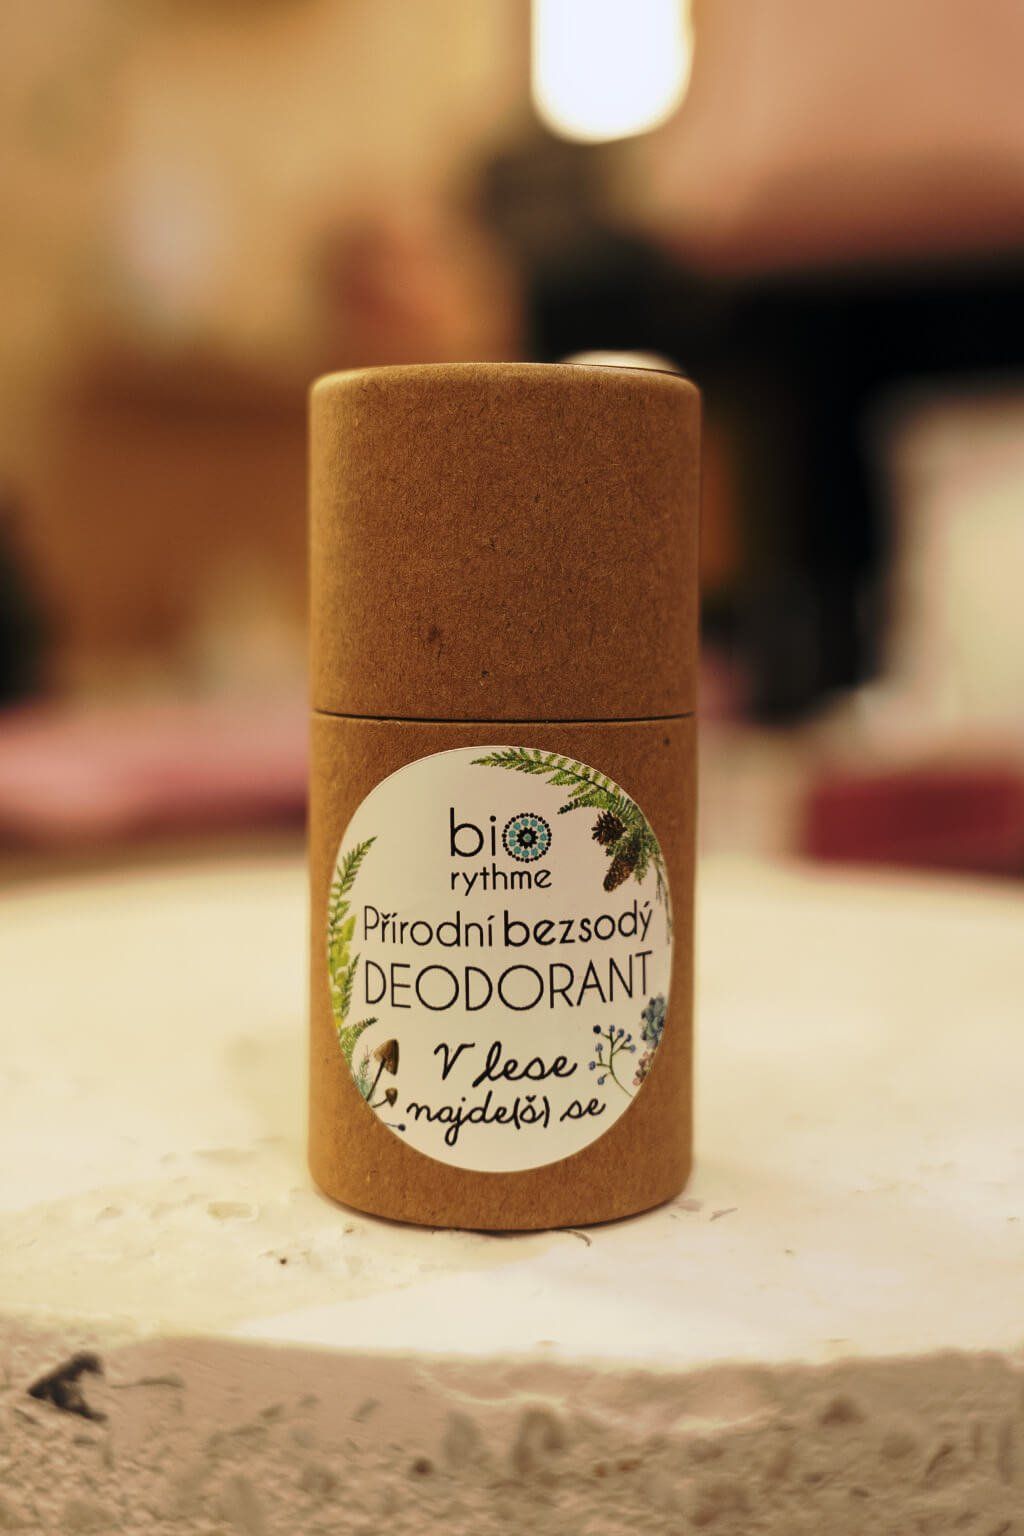 bio
rythme
Přírodní bezsodý
DEODORANT
V lese
najde(š) se